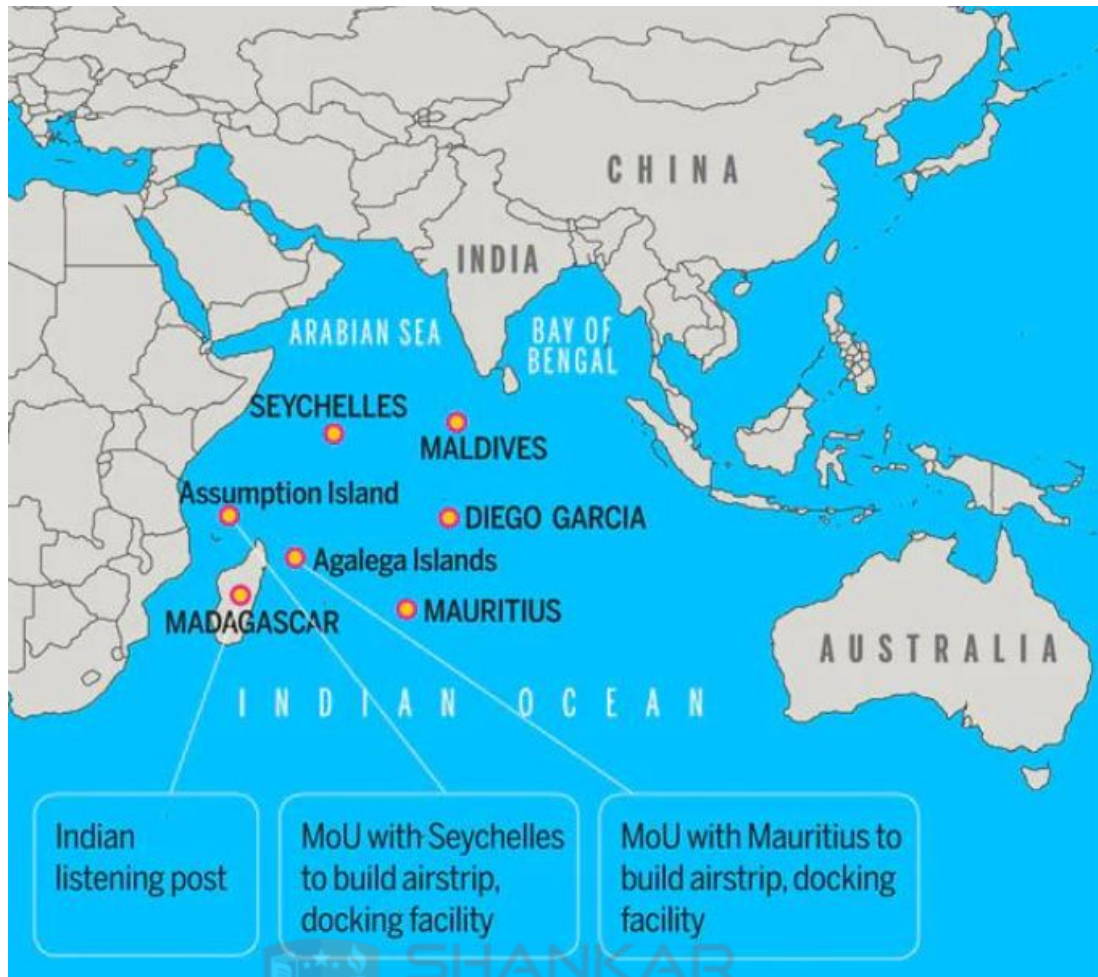 CHINA
INDIA
ARABIAN SEA
BAY OF
BENGAL
SEYCHELLES
MALDIVES
Assumption Island
DIEGO GARCIA
Agalega Islands
MADAGASCAR
MAURITIUS
AUSTRALIA
INDIAN OCEAN
Indian
listening post
MoU with Seychelles
to build airstrip,
docking facility
MoU with Mauritius to
build airstrip, docking
facility
SHANKAR